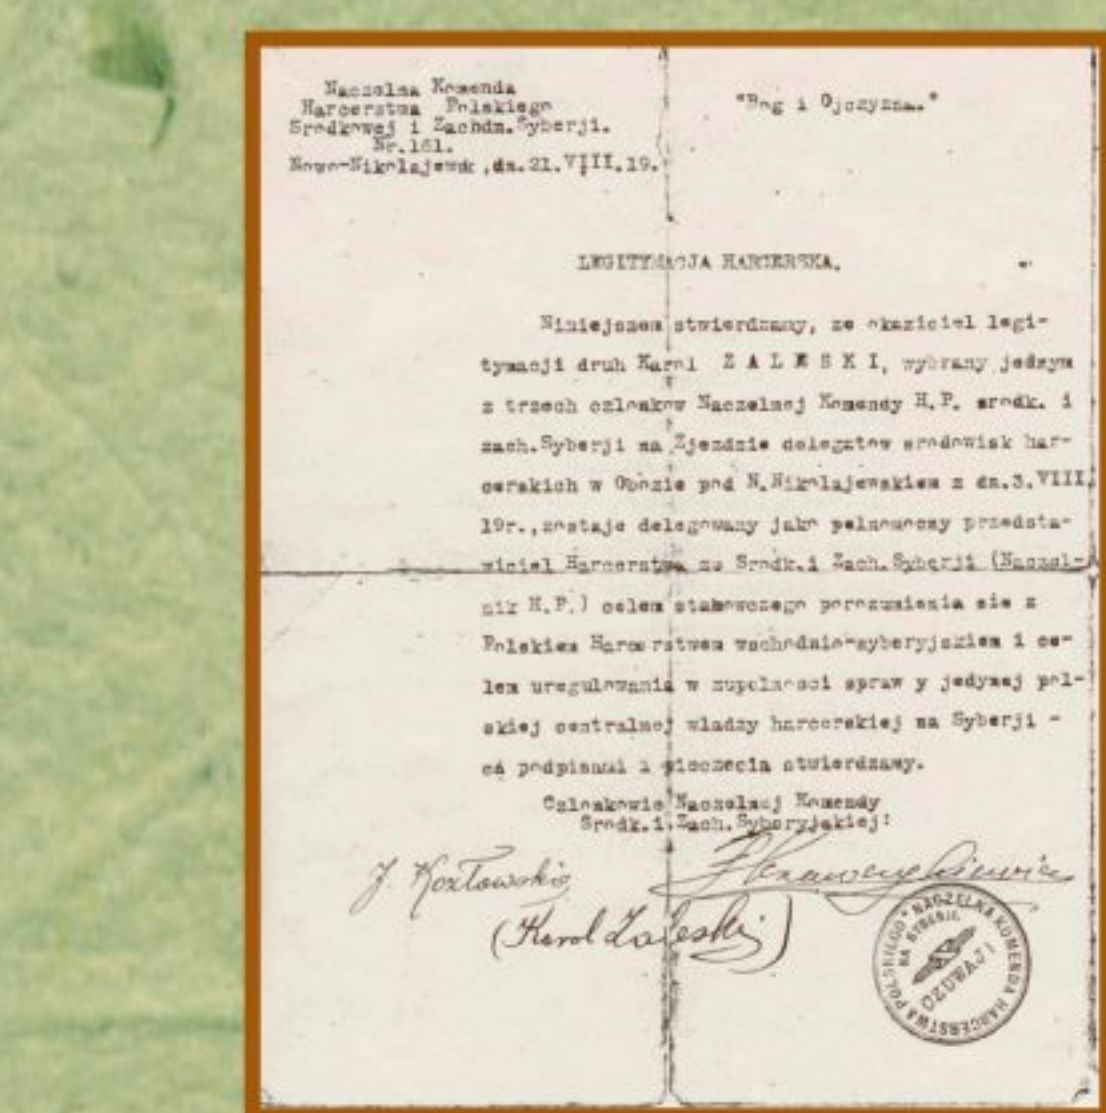 Naczelna Komenda
Harcerstwa Polskiego
Srodkowej i Zachdn.Syberji.
Nr.161.
Nowo-Nikolajewsk,dn.21.VIII.19.
"Bog i Ojczyzna."
LEGITYMACJA HARCERSKA.
Niniejszem stwierdzamy, ze okaziciel legi-
tymacji druh Karol Z A L E S K I, wybrany jednym
z trzech czlonkow Naczelnej Komendy H.P. srodk. i
zach.Syberji na Zjezdzie delegatow srodowisk har-
cerskich w Obozie pod N.Nikolajewskiem z dn.3.VIII.
19r.,zostaje delegowany jako pelnomocny przedsta-
wiciel Harcerstwa ze Srodk.i Zach.Syberji (Naczel-
nik H.P.) celem stanowczego porozumienia sie z
Polskiem Harcerstwem wschodnio-syberyjskiem i ce-
lem uregulowania w zupelnosci spraw y jedynej pol-
skiej centralnej wladzy harcerskiej na Syberji -
co podpisami i pieczecia stwierdzamy.
Czlonkowie Naczelnej Komendy
Srodk.i.Zach.Syberyjskiej:
J. Kozłowski
(Karol Zaleski)
NACZELNA KOMENDA HARCERSTWA POLSKIEGO
NA SYBERJI
CZUWAJ!